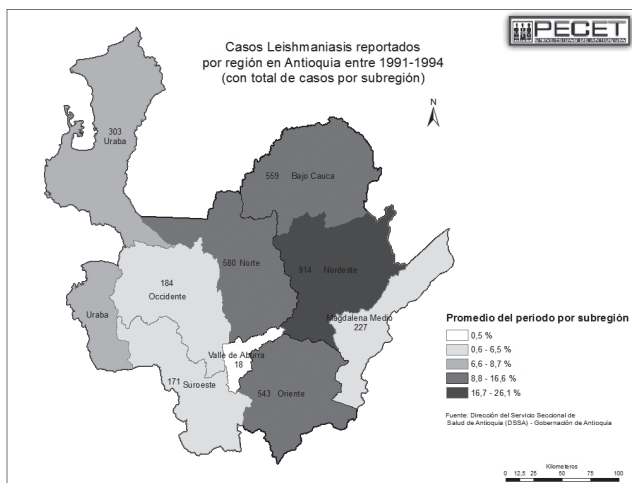 PECET
UNIVERSIDAD DE ANTIOQUIA
Casos Leishmaniasis reportados
por región en Antioquia entre 1991-1994
(con total de casos por subregión)
N
303
Uraba
559 Bajo Cauca
580 Norte
914 Nordeste
184
Occidente
Uraba
Magdalena Medio
227
Valle de Aburra
18
171 Suroeste
543 Oriente
Promedio del periodo por subregión
0,5 %
0,6 - 6,5 %
6,6 - 8,7 %
8,8 - 16,6 %
16,7 - 26,1 %
Fuente: Dirección del Servicio Seccional de
Salud de Antioquia (DSSA) - Gobernación de Antioquia
Kilometeros
0 12,5 25 50 75 100